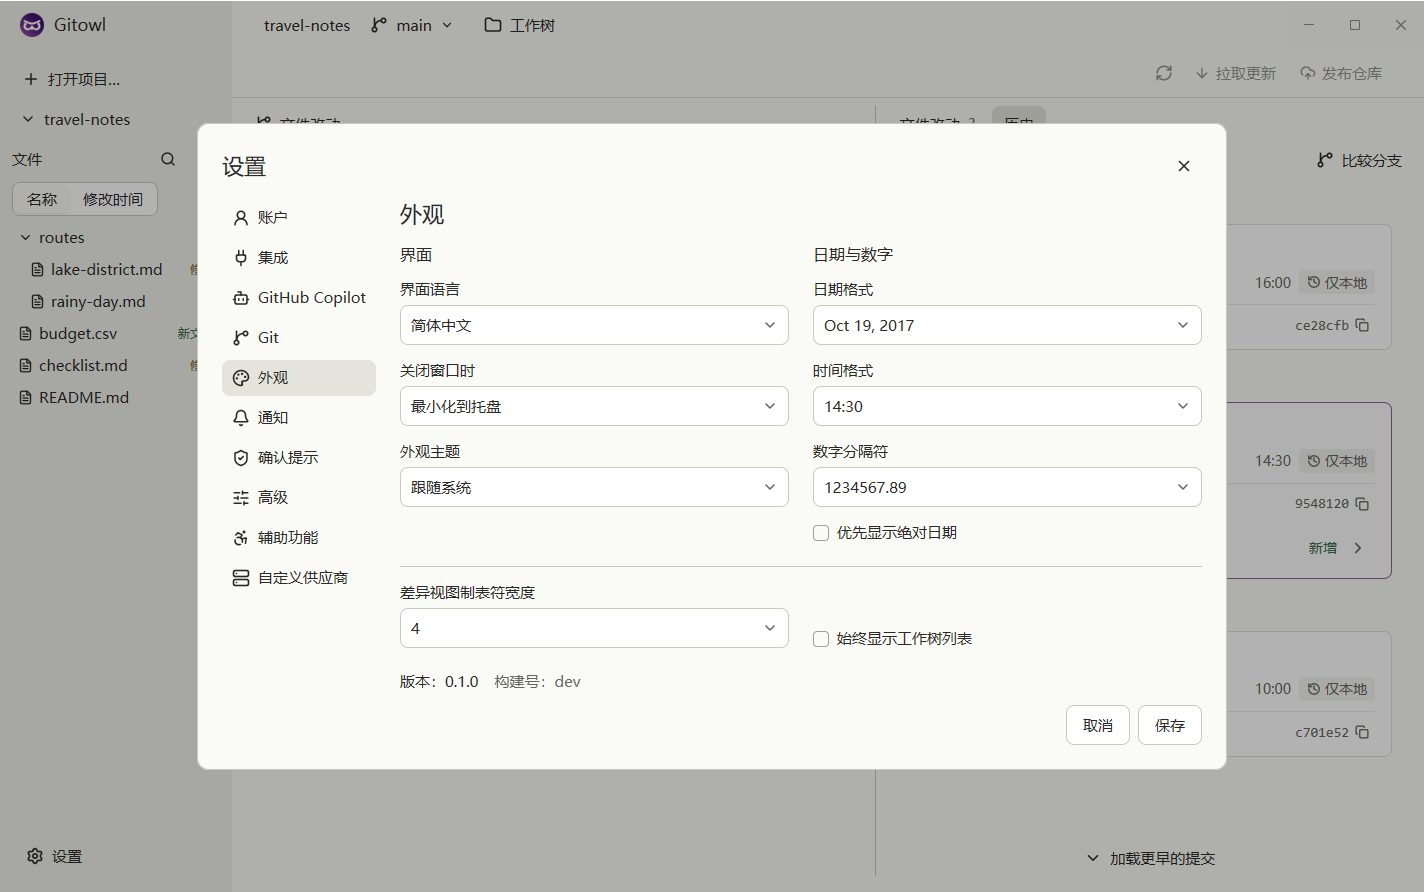 Gitowl
travel-notes
main
工作树
打开项目...
拉取更新
发布仓库
travel-notes
文件
名称
修改时间
routes
lake-district.md
rainy-day.md
budget.csv
checklist.md
README.md
设置
设置
账户
集成
GitHub Copilot
Git
外观
通知
确认提示
高级
辅助功能
自定义供应商
外观
界面
界面语言
简体中文
关闭窗口时
最小化到托盘
外观主题
跟随系统
日期与数字
日期格式
Oct 19, 2017
时间格式
14:30
数字分隔符
1234567.89
优先显示绝对日期
差异视图制表符宽度
4
始终显示工作树列表
版本：0.1.0 构建号：dev
取消
保存
比较分支
16:00
仅本地
ce28cfb
14:30
仅本地
9548120
新增
10:00
仅本地
c701e52
加载更早的提交